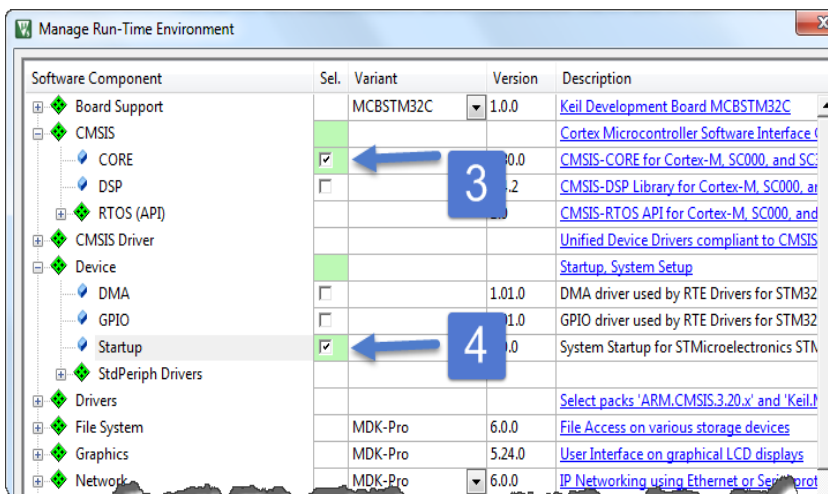 Manage Run-Time Environment
Software Component Sel. Variant Version Description
Board Support MCBSTM32C 1.0.0 Keil Development Board MCBSTM32C
CMSIS Cortex Microcontroller Software Interface
CORE 3 .0 CMSIS-CORE for Cortex-M, SC000, and
DSP .2 CMSIS-DSP Library for Cortex-M, SC000,
RTOS (API) CMSIS-RTOS API for Cortex-M, SC000, and
CMSIS Driver Unified Device Drivers compliant to CMSIS
Device Startup, System Setup
DMA 1.01.0 DMA driver used by RTE Drivers for STM32
GPIO 01.0 GPIO driver used by RTE Drivers for STM32
Startup 4 .0 System Startup for STMicroelectronics
StdPeriph Drivers
Drivers Select packs 'ARM.CMSIS.3.20.x' and
File System MDK-Pro 6.0.0 File Access on various storage devices
Graphics MDK-Pro 5.24.0 User Interface on graphical LCD displays
Network MDK-Pro 6.0.0 IP Networking using Ethernet or